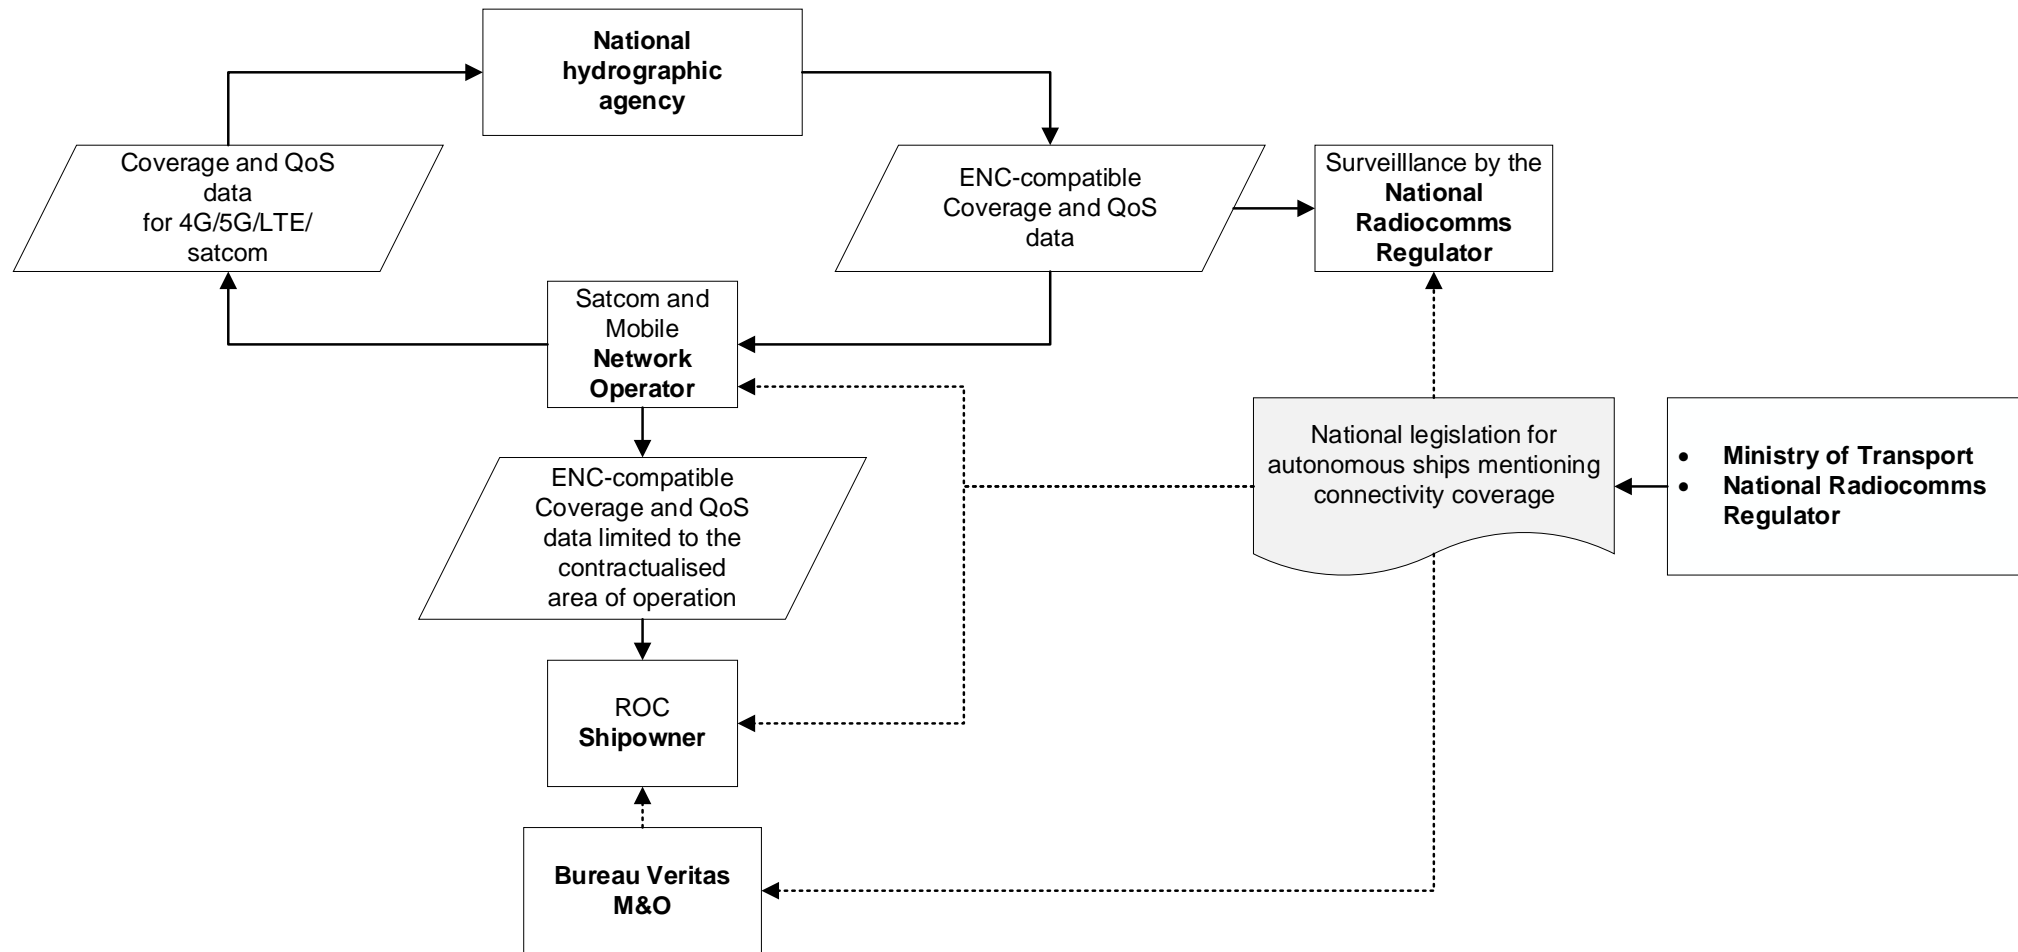 National
hydrographic
agency
Coverage and QoS
data
for 4G/5G/LTE/
satcom
ENC-compatible
Coverage and QoS
data
Surveilllance by the
National
Radiocomms
Regulator
Satcom and
Mobile
Network
Operator
National legislation for
autonomous ships mentioning
connectivity coverage
• Ministry of Transport
• National Radiocomms
Regulator
ENC-compatible
Coverage and QoS
data limited to the
contractualised
area of operation
ROC
Shipowner
Bureau Veritas
M&O